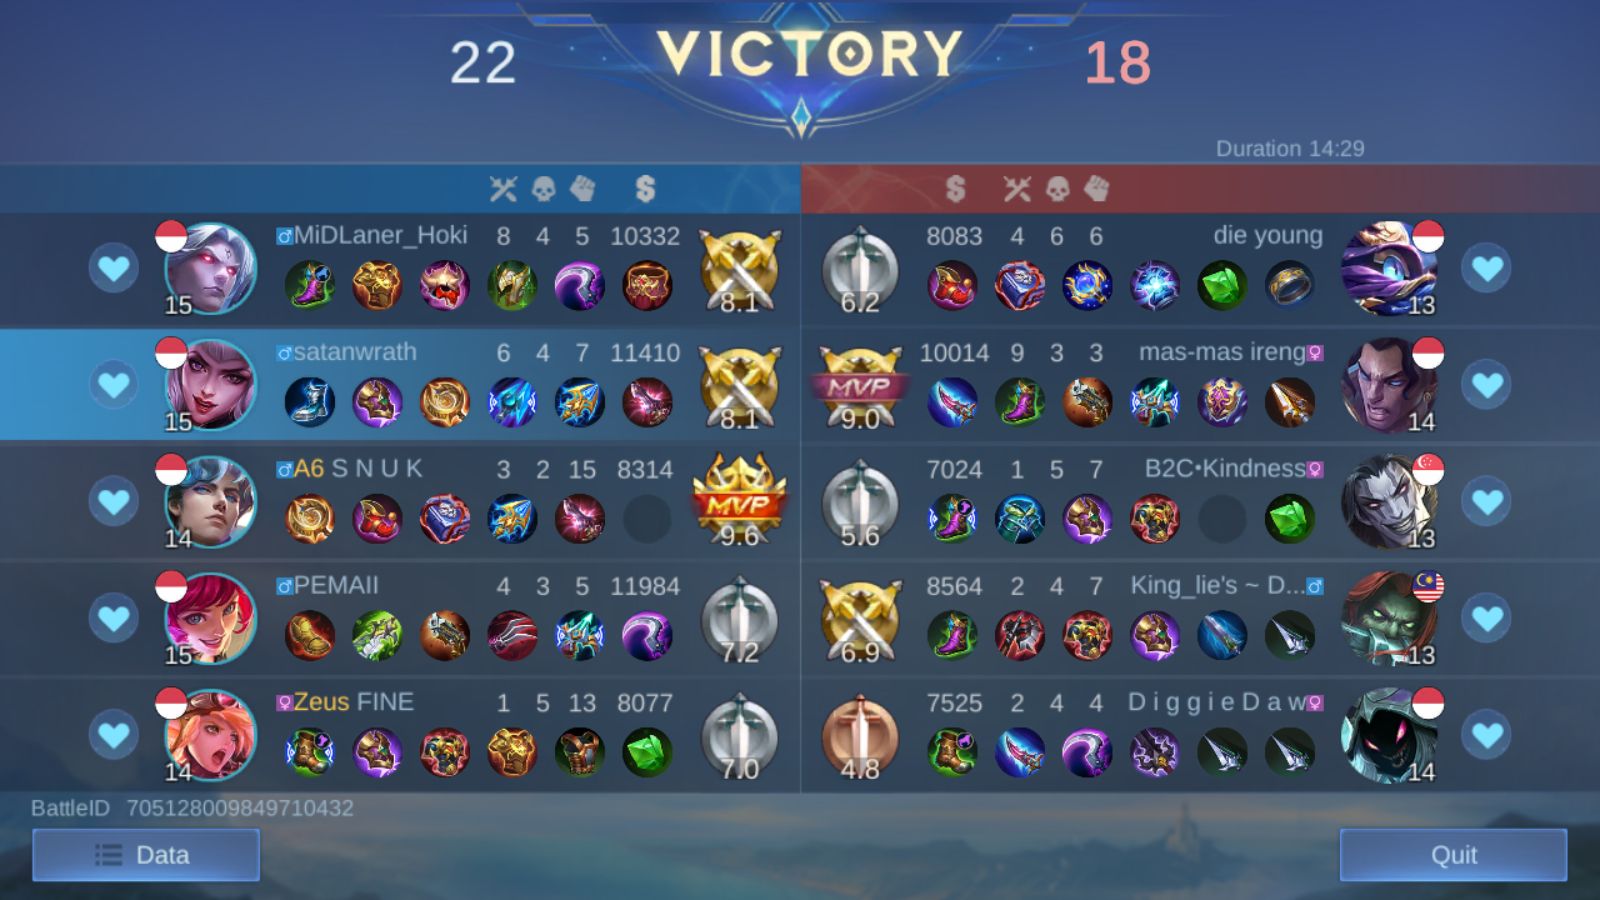 22 VICTORY 18
Duration 14:29
MiDLaner_Hoki 8 4 5 10332
15 8.1
8083 4 6 6 die young
6.2 13
satanwrath 6 4 7 11410
15 8.1
10014 9 3 3 mas-mas ireng
MVP 9.0 14
A6 S N U K 3 2 15 8314
14 MVP 9.6
7024 1 5 7 B2C•Kindness
5.6 13
PEMAII 4 3 5 11984
15 7.2
8564 2 4 7 King_lie's ~ D...
6.9 13
Zeus FINE 1 5 13 8077
14 7.0
7525 2 4 4 D i g g i e D a w
4.8 14
BattleID 705128009849710432
Data
Quit